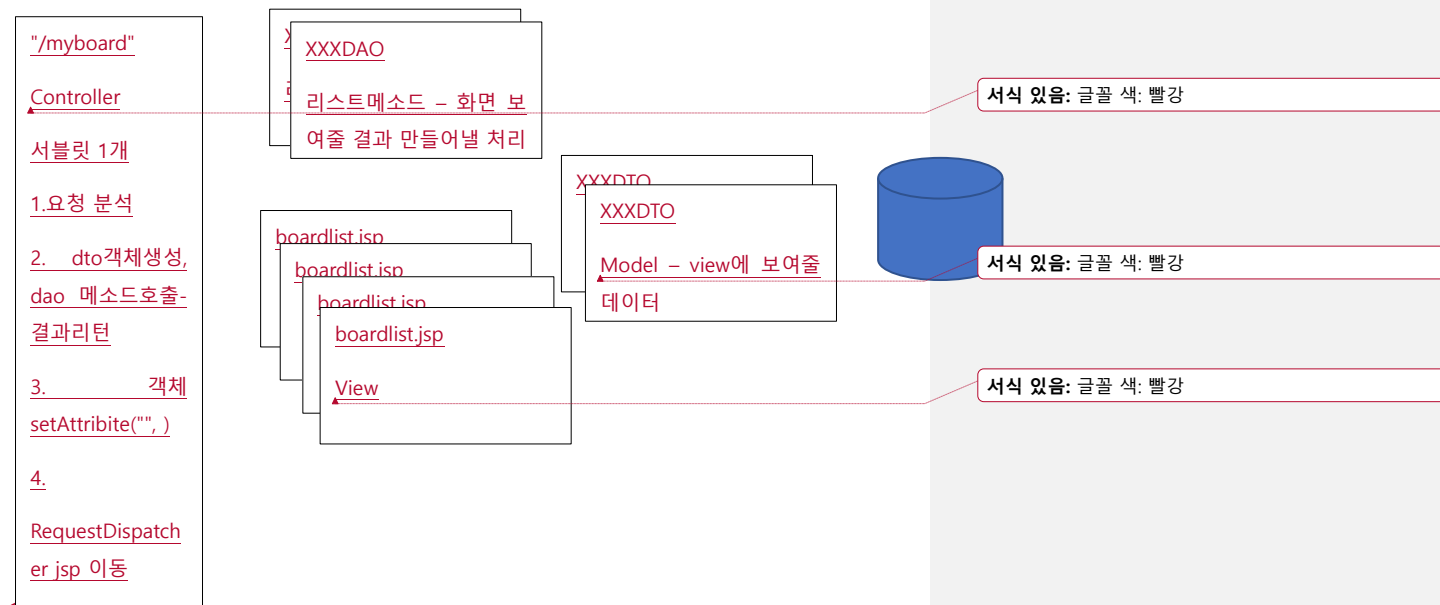 "/myboard"
Controller
서블릿 1개
1.요청 분석
2. dto객체생성,
dao 메소드호출-
결과리턴
3. 객체
setAttribite("", )
4.
RequestDispatch
er jsp 이동
XXXDAO
리스트메소드 – 화면 보
여줄 결과 만들어낼 처리
XXXDTO
XXXDTO
Model – view에 보여줄
데이터
boardlist.jsp
boardlist.jsp
boardlist.jsp
boardlist.jsp
View
서식 있음: 글꼴 색: 빨강
서식 있음: 글꼴 색: 빨강
서식 있음: 글꼴 색: 빨강